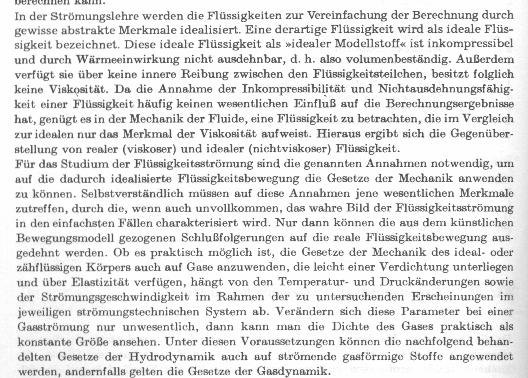 berechnen kann.
In der Strömungslehre werden die Flüssigkeiten zur Vereinfachung der Berechnung durch
gewisse abstrakte Merkmale idealisiert. Eine derartige Flüssigkeit wird als ideale Flüs-
sigkeit bezeichnet. Diese ideale Flüssigkeit als »idealer Modellstoff« ist inkompressibel
und durch Wärmeeinwirkung nicht ausdehnbar, d. h. also volumenbeständig. Außerdem
verfügt sie über keine innere Reibung zwischen den Flüssigkeitsteilchen, besitzt folglich
keine Viskosität. Da die Annahme der Inkompressibilität und Nichtausdehnungsfähig-
keit einer Flüssigkeit häufig keinen wesentlichen Einfluß auf die Berechnungsergebnisse
hat, genügt es in der Mechanik der Fluide, eine Flüssigkeit zu betrachten, die im Vergleich
zur idealen nur das Merkmal der Viskosität aufweist. Hieraus ergibt sich die Gegenüber-
stellung von realer (viskoser) und idealer (nichtviskoser) Flüssigkeit.
Für das Studium der Flüssigkeitsströmung sind die genannten Annahmen notwendig, um
auf die dadurch idealisierte Flüssigkeitsbewegung die Gesetze der Mechanik anwenden
zu können. Selbstverständlich müssen auf diese Annahmen jene wesentlichen Merkmale
zutreffen, durch die, wenn auch unvollkommen, das wahre Bild der Flüssigkeitsströmung
in den einfachsten Fällen charakterisiert wird. Nur dann können die aus dem künstlichen
Bewegungsmodell gezogenen Schlußfolgerungen auf die reale Flüssigkeitsbewegung aus-
gedehnt werden. Ob es praktisch möglich ist, die Gesetze der Mechanik des ideal- oder
zähflüssigen Körpers auch auf Gase anzuwenden, die leicht einer Verdichtung unterliegen
und über Elastizität verfügen, hängt von den Temperatur- und Druckänderungen sowie
der Strömungsgeschwindigkeit im Rahmen der zu untersuchenden Erscheinungen im
jeweiligen strömungstechnischen System ab. Verändern sich diese Parameter bei einer
Gasströmung nur unwesentlich, dann kann man die Dichte des Gases praktisch als
konstante Größe ansehen. Unter diesen Voraussetzungen können die nachfolgend behan-
delten Gesetze der Hydrodynamik auch auf strömende gasförmige Stoffe angewendet
werden, andernfalls gelten die Gesetze der Gasdynamik.